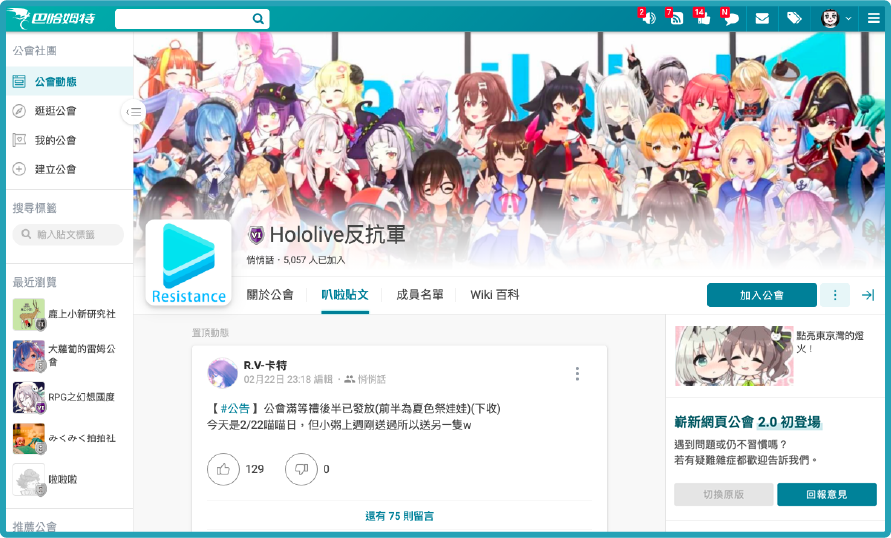 巴哈姆特
2
7
14
N
公會社團
公會動態
逛逛公會
我的公會
建立公會
搜尋標籤
輸入貼文標籤
最近瀏覽
鹿上小新研究社
大蘿蔔的雷姆公
會
RPG之幻想國度
みくみく拍拍社
啦啦啦
推薦公會
Resistance
VI Hololive反抗軍
悄悄話・5,057 人已加入
關於公會
叭啦貼文
成員名單
Wiki 百科
加入公會
置頂動態
R.V-卡特
02月22日 23:18 編輯・悄悄話
【 #公告 】公會滿等禮後半已發放(前半為夏色祭娃娃)(下收)
今天是2/22喵喵日，但小粥上週剛送過所以送另一隻w
129
0
還有 75 則留言
點亮東京灣的燈
火！
嶄新網頁公會 2.0 初登場
遇到問題或仍不習慣嗎？
若有疑難雜症都歡迎告訴我們。
切換原版
回報意見